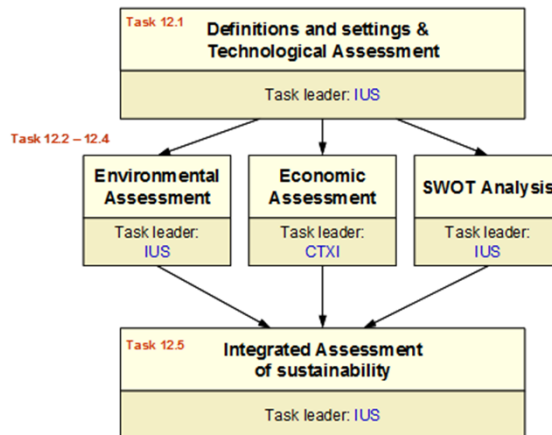 Task 12.1
Definitions and settings &
Technological Assessment
Task leader: IUS
Task 12.2 – 12.4
Environmental
Assessment
Task leader:
IUS
Economic
Assessment
Task leader:
CTXI
SWOT Analysis
Task leader:
IUS
Task 12.5
Integrated Assessment
of sustainability
Task leader: IUS